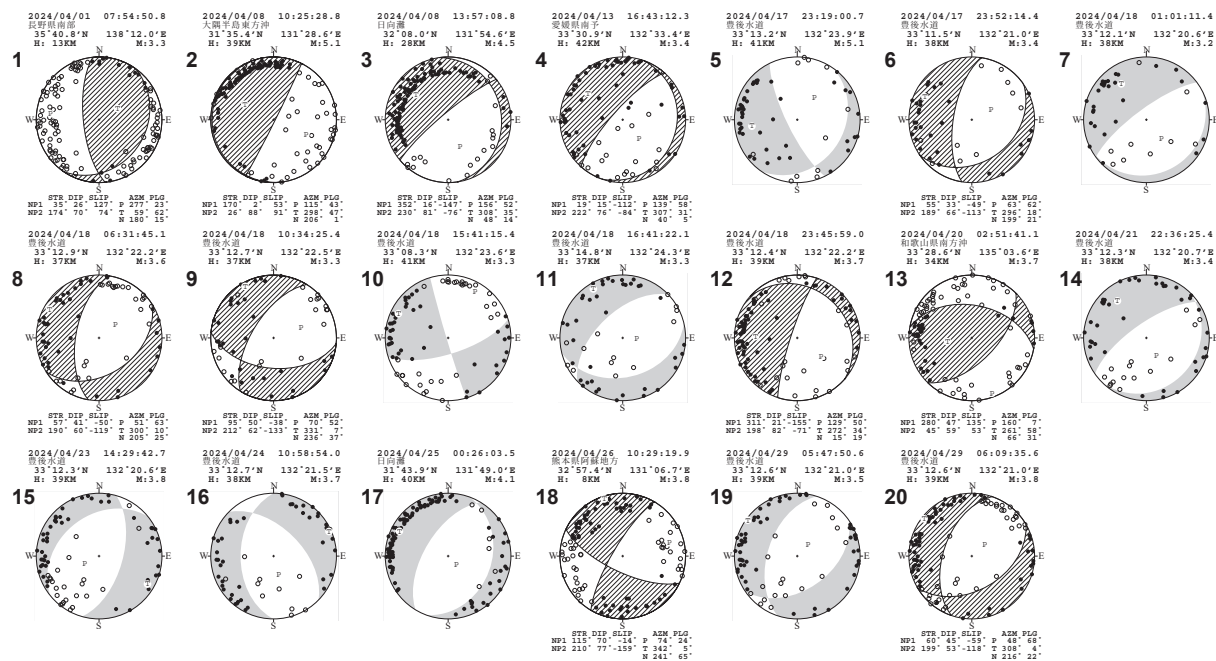 2024/04/01 07:54:50.8
長野県南部
35°40.8'N 138°12.0'E
H: 13KM M:3.3
1
N
W
E
S
P
T
STR DIP SLIP AZM PLG
NP1 35° 26° 127° P 277° 23°
NP2 174° 70° 74° T 59° 62°
N 180° 15°
2024/04/08 10:25:28.8
大隅半島東方沖
31°35.4'N 131°28.6'E
H: 39KM M:5.1
2
N
W
E
S
P
T
STR DIP SLIP AZM PLG
NP1 170° 2° 53° P 115° 43°
NP2 26° 88° 91° T 298° 47°
N 206° 1°
2024/04/08 13:57:08.8
日向灘
32°08.0'N 131°54.6'E
H: 28KM M:4.5
3
N
W
E
S
P
T
STR DIP SLIP AZM PLG
NP1 352° 16° -147° P 156° 52°
NP2 230° 81° -76° T 308° 35°
N 48° 14°
2024/04/13 16:43:12.3
愛媛県南予
33°30.9'N 132°33.4'E
H: 42KM M:3.4
4
N
W
E
S
P
T
STR DIP SLIP AZM PLG
NP1 19° 15° -112° P 139° 58°
NP2 222° 76° -84° T 307° 31°
N 40° 5°
2024/04/17 23:19:00.7
豊後水道
33°13.2'N 132°23.9'E
H: 41KM M:5.1
5
N
W
E
S
P
T
2024/04/17 23:52:14.4
豊後水道
33°11.5'N 132°21.0'E
H: 38KM M:3.4
6
N
W
E
S
P
T
STR DIP SLIP AZM PLG
NP1 55° 33° -49° P 63° 62°
NP2 189° 66° -113° T 296° 18°
N 199° 21°
2024/04/18 01:01:11.4
豊後水道
33°12.1'N 132°20.6'E
H: 38KM M:3.2
7
N
W
E
S
P
T
2024/04/18 06:31:45.1
豊後水道
33°12.9'N 132°22.2'E
H: 37KM M:3.6
8
N
W
E
S
P
T
STR DIP SLIP AZM PLG
NP1 57° 41° -50° P 51° 63°
NP2 190° 60° -119° T 300° 10°
N 205° 25°
2024/04/18 10:34:25.4
豊後水道
33°12.7'N 132°22.5'E
H: 37KM M:3.3
9
N
W
E
S
P
T
STR DIP SLIP AZM PLG
NP1 95° 50° -38° P 70° 52°
NP2 212° 62° -133° T 331° 7°
N 236° 37°
2024/04/18 15:41:15.4
豊後水道
33°08.3'N 132°23.6'E
H: 41KM M:3.3
10
N
W
E
S
P
T
2024/04/18 16:41:22.1
豊後水道
33°14.8'N 132°24.3'E
H: 37KM M:3.3
11
N
W
E
S
P
T
2024/04/18 23:45:59.0
豊後水道
33°12.4'N 132°22.2'E
H: 39KM M:3.7
12
N
W
E
S
P
T
STR DIP SLIP AZM PLG
NP1 311° 21° -155° P 129° 50°
NP2 198° 82° -71° T 272° 34°
N 15° 19°
2024/04/20 02:51:41.1
和歌山県南方沖
33°28.6'N 135°03.6'E
H: 34KM M:3.7
13
N
W
E
S
P
T
STR DIP SLIP AZM PLG
NP1 280° 47° 135° P 160° 7°
NP2 45° 59° 53° T 261° 58°
N 66° 31°
2024/04/21 22:36:25.4
豊後水道
33°12.3'N 132°20.7'E
H: 38KM M:3.4
14
N
W
E
S
P
T
2024/04/23 14:29:42.7
豊後水道
33°12.3'N 132°20.6'E
H: 39KM M:3.8
15
N
W
E
S
P
T
2024/04/24 10:58:54.0
豊後水道
33°12.7'N 132°21.5'E
H: 38KM M:3.7
16
N
W
E
S
P
T
2024/04/25 00:26:03.5
日向灘
31°43.9'N 131°49.0'E
H: 40KM M:4.1
17
N
W
E
S
P
T
2024/04/26 10:29:19.9
熊本県阿蘇地方
32°57.4'N 131°06.7'E
H: 8KM M:3.8
18
N
W
E
S
P
T
STR DIP SLIP AZM PLG
NP1 115° 70° -14° P 74° 24°
NP2 210° 77° -159° T 342° 5°
N 241° 65°
2024/04/29 05:47:50.6
豊後水道
33°12.6'N 132°21.0'E
H: 39KM M:3.5
19
N
W
E
S
P
T
2024/04/29 06:09:35.6
豊後水道
33°12.6'N 132°21.0'E
H: 39KM M:3.8
20
N
W
E
S
P
T
STR DIP SLIP AZM PLG
NP1 60° 45° -59° P 48° 68°
NP2 199° 53° -118° T 308° 4°
N 216° 22°